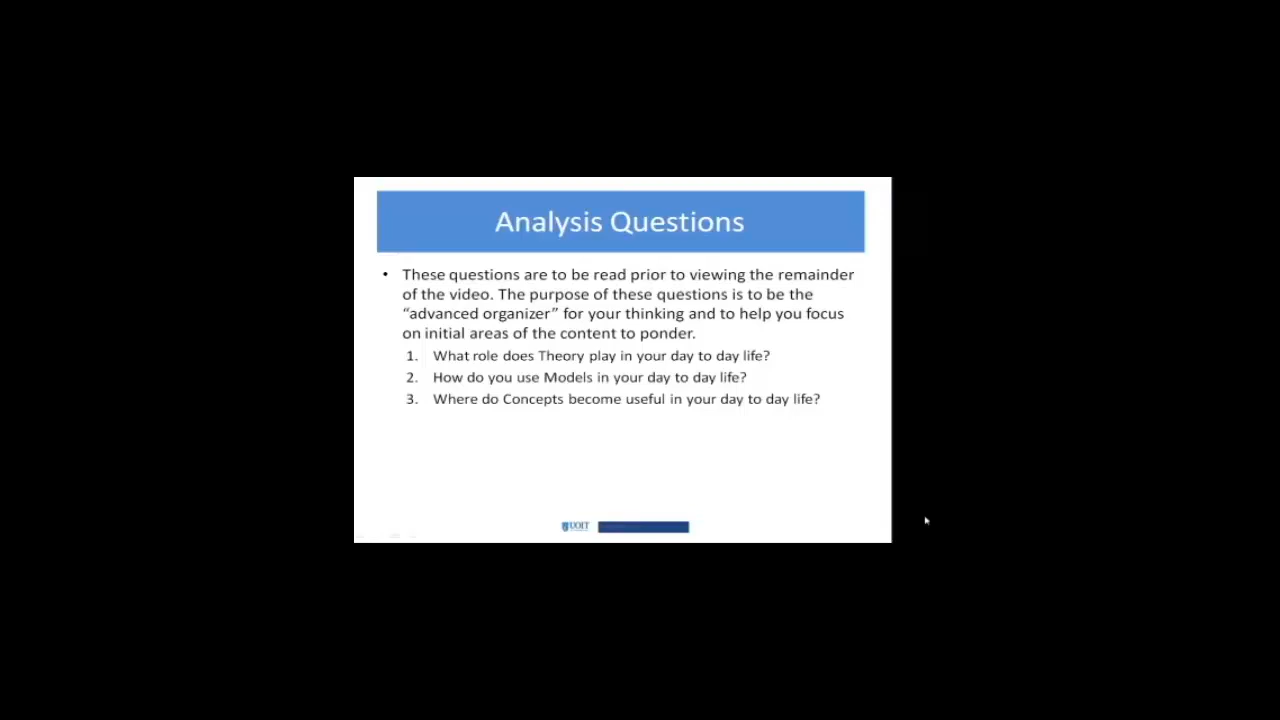 Analysis Questions
• These questions are to be read prior to viewing the remainder
of the video. The purpose of these questions is to be the
“advanced organizer” for your thinking and to help you focus
on initial areas of the content to ponder.
1. What role does Theory play in your day to day life?
2. How do you use Models in your day to day life?
3. Where do Concepts become useful in your day to day life?
UOIT